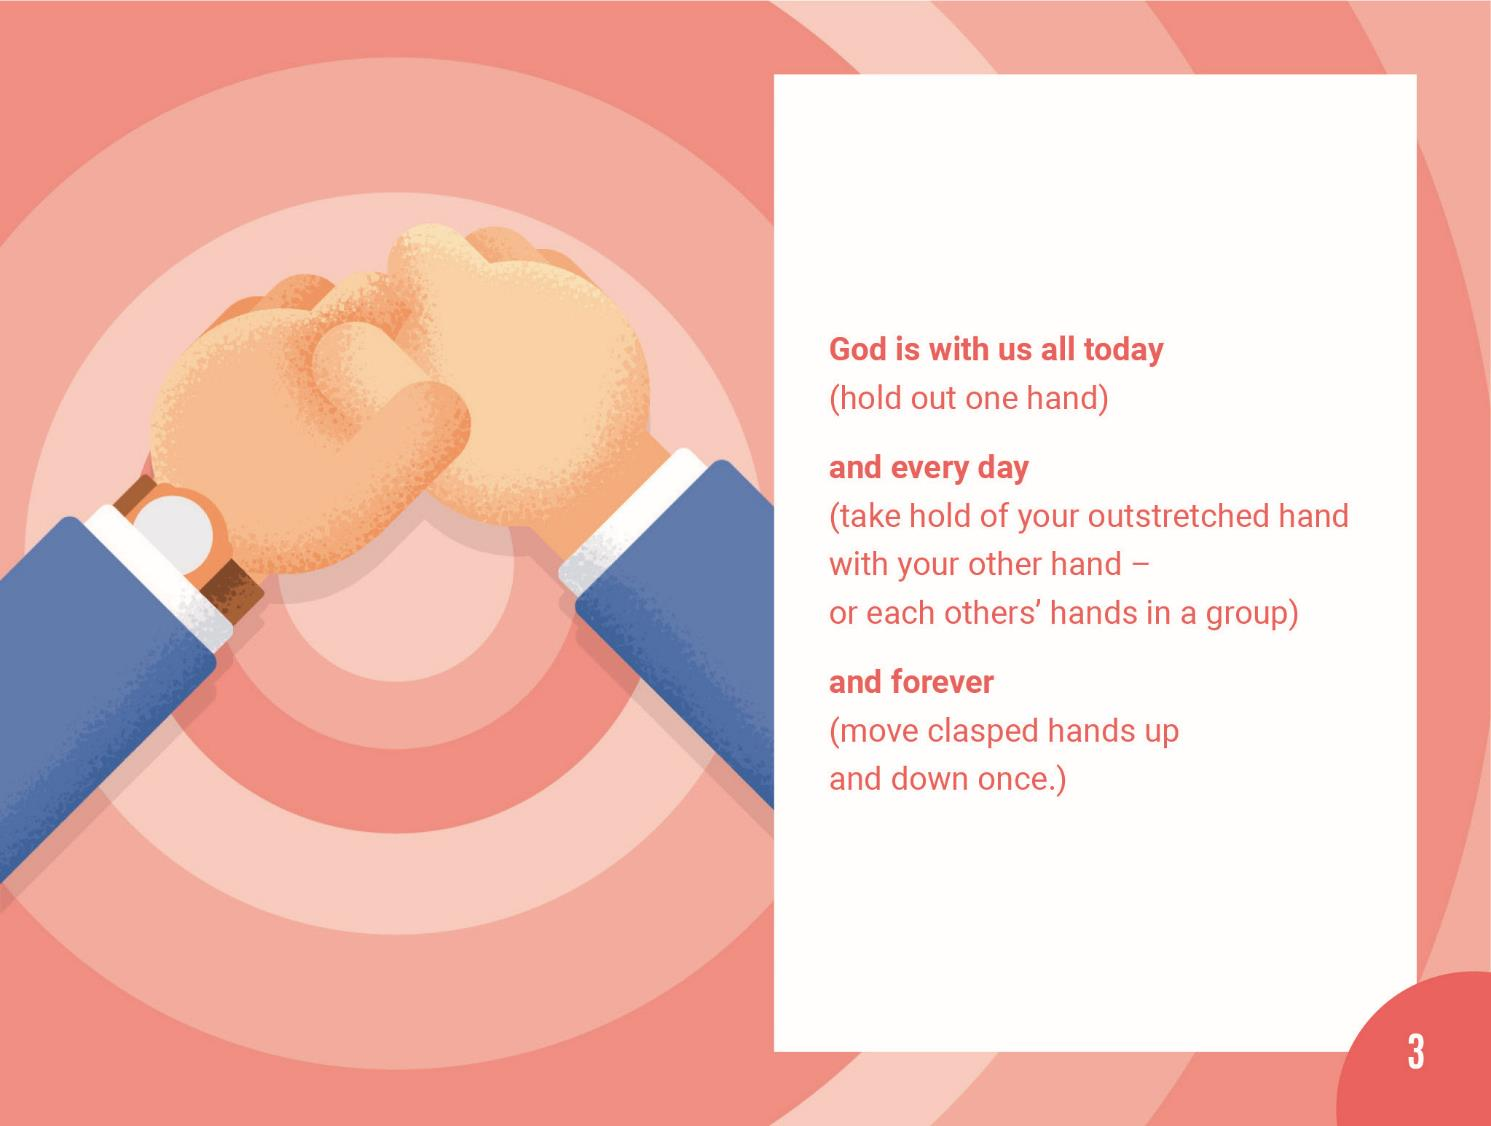 God is with us all today
(hold out one hand)
and every day
(take hold of your outstretched hand
with your other hand –
or each others’ hands in a group)
and forever
(move clasped hands up
and down once.)
3